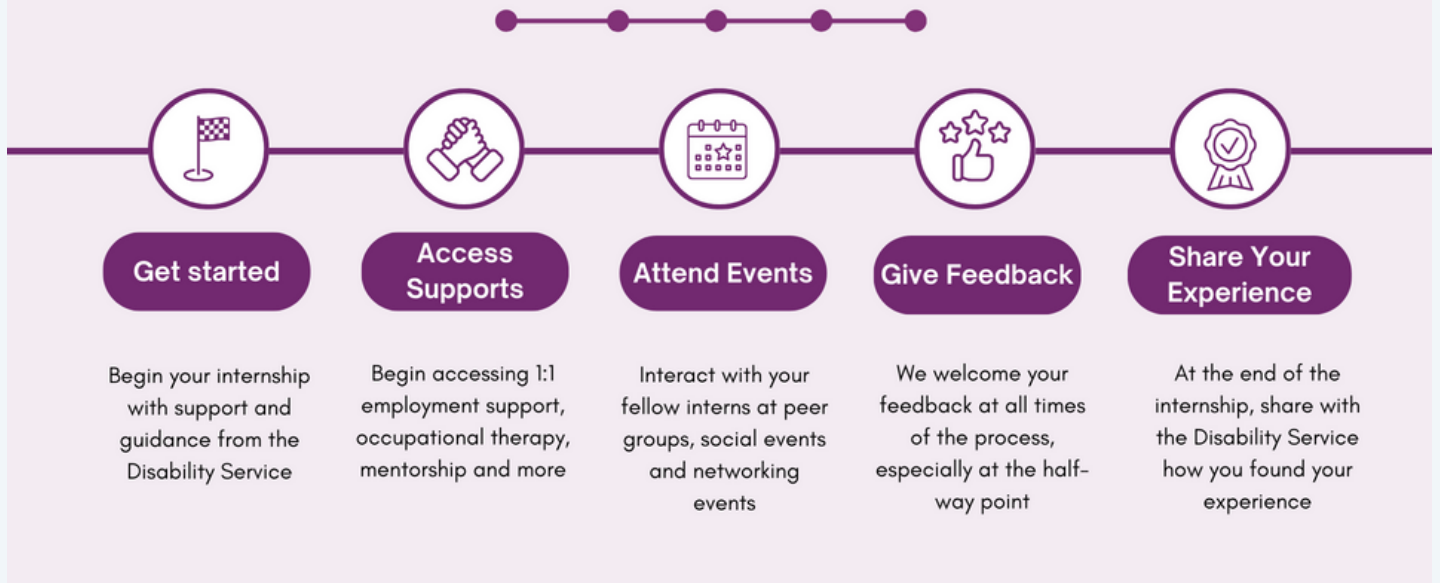 Get started
Access
Supports
Attend Events
Give Feedback
Share Your
Experience
Begin your internship
with support and
guidance from the
Disability Service
Begin accessing 1:1
employment support,
occupational therapy,
mentorship and more
Interact with your
fellow interns at peer
groups, social events
and networking
events
We welcome your
feedback at all times
of the process,
especially at the half-
way point
At the end of the
internship, share with
the Disability Service
how you found your
experience